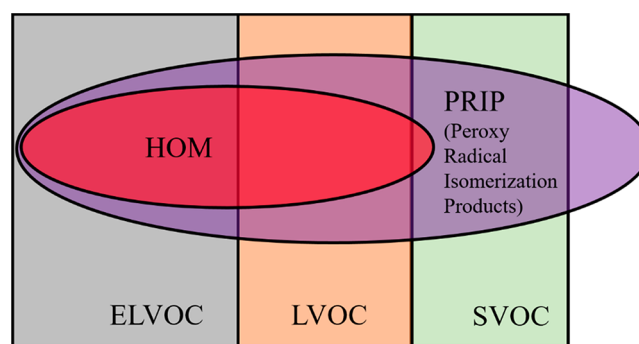 PRIP
(Peroxy
Radical
Isomerization
Products)
HOM
ELVOC
LVOC
SVOC